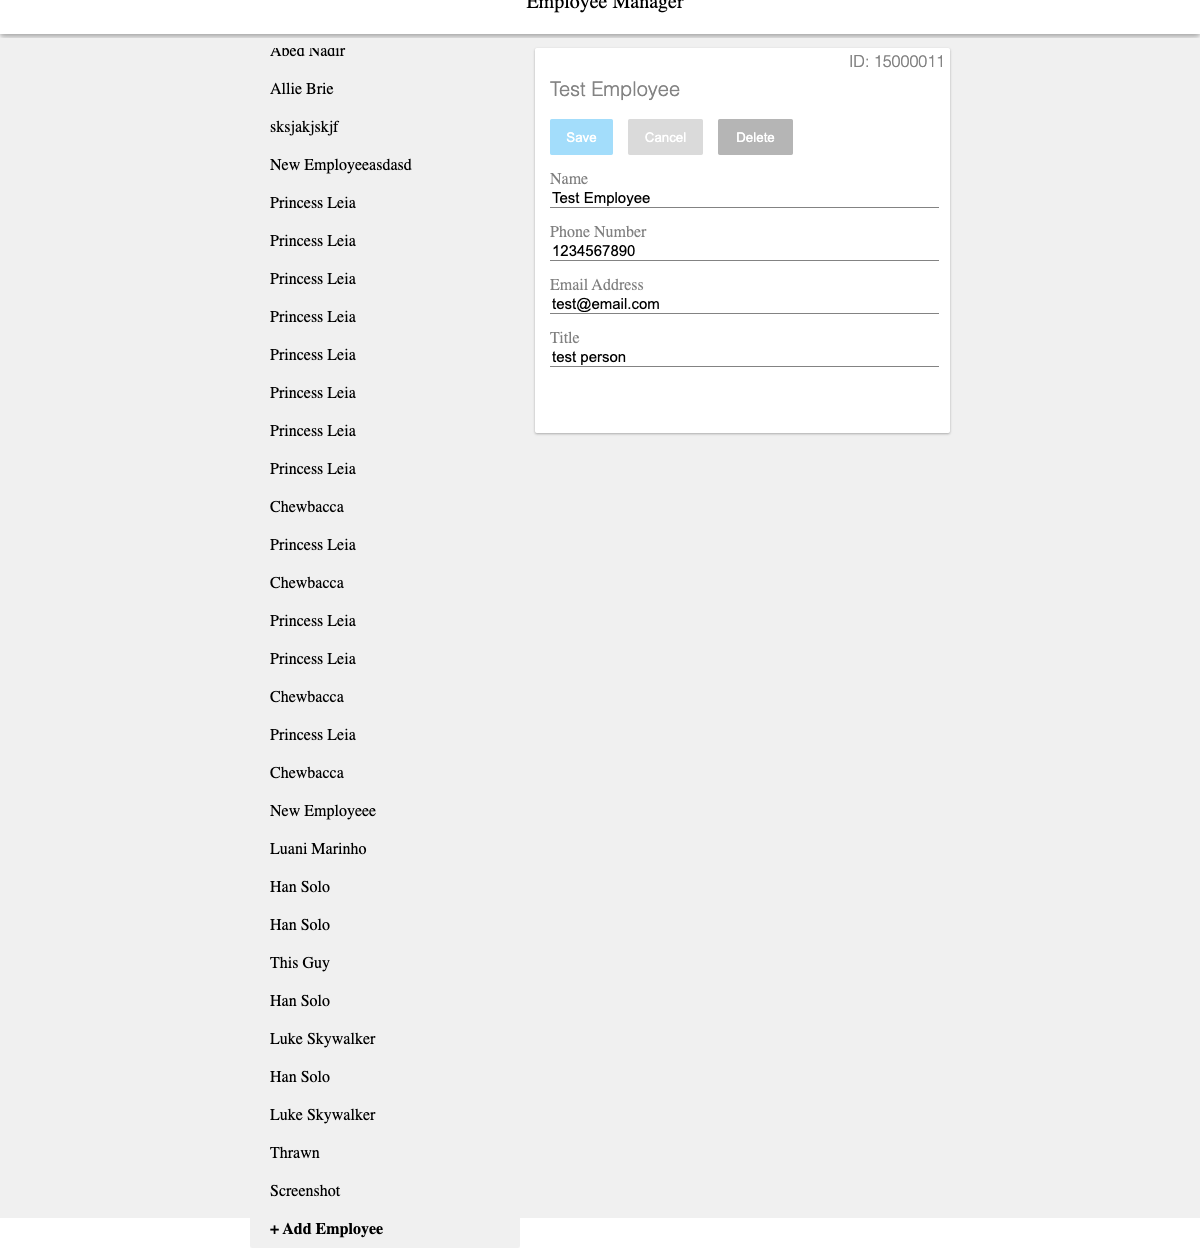 Employee Manager
Abed Nadir
Allie Brie
sksjakjskjf
New Employeeasdasd
Princess Leia
Princess Leia
Princess Leia
Princess Leia
Princess Leia
Princess Leia
Princess Leia
Princess Leia
Chewbacca
Princess Leia
Chewbacca
Princess Leia
Princess Leia
Chewbacca
Princess Leia
Chewbacca
New Employeee
Luani Marinho
Han Solo
Han Solo
This Guy
Han Solo
Luke Skywalker
Han Solo
Luke Skywalker
Thrawn
Screenshot
+ Add Employee
ID: 15000011
Test Employee
Save Cancel Delete
Name
Test Employee
Phone Number
1234567890
Email Address
test@email.com
Title
test person